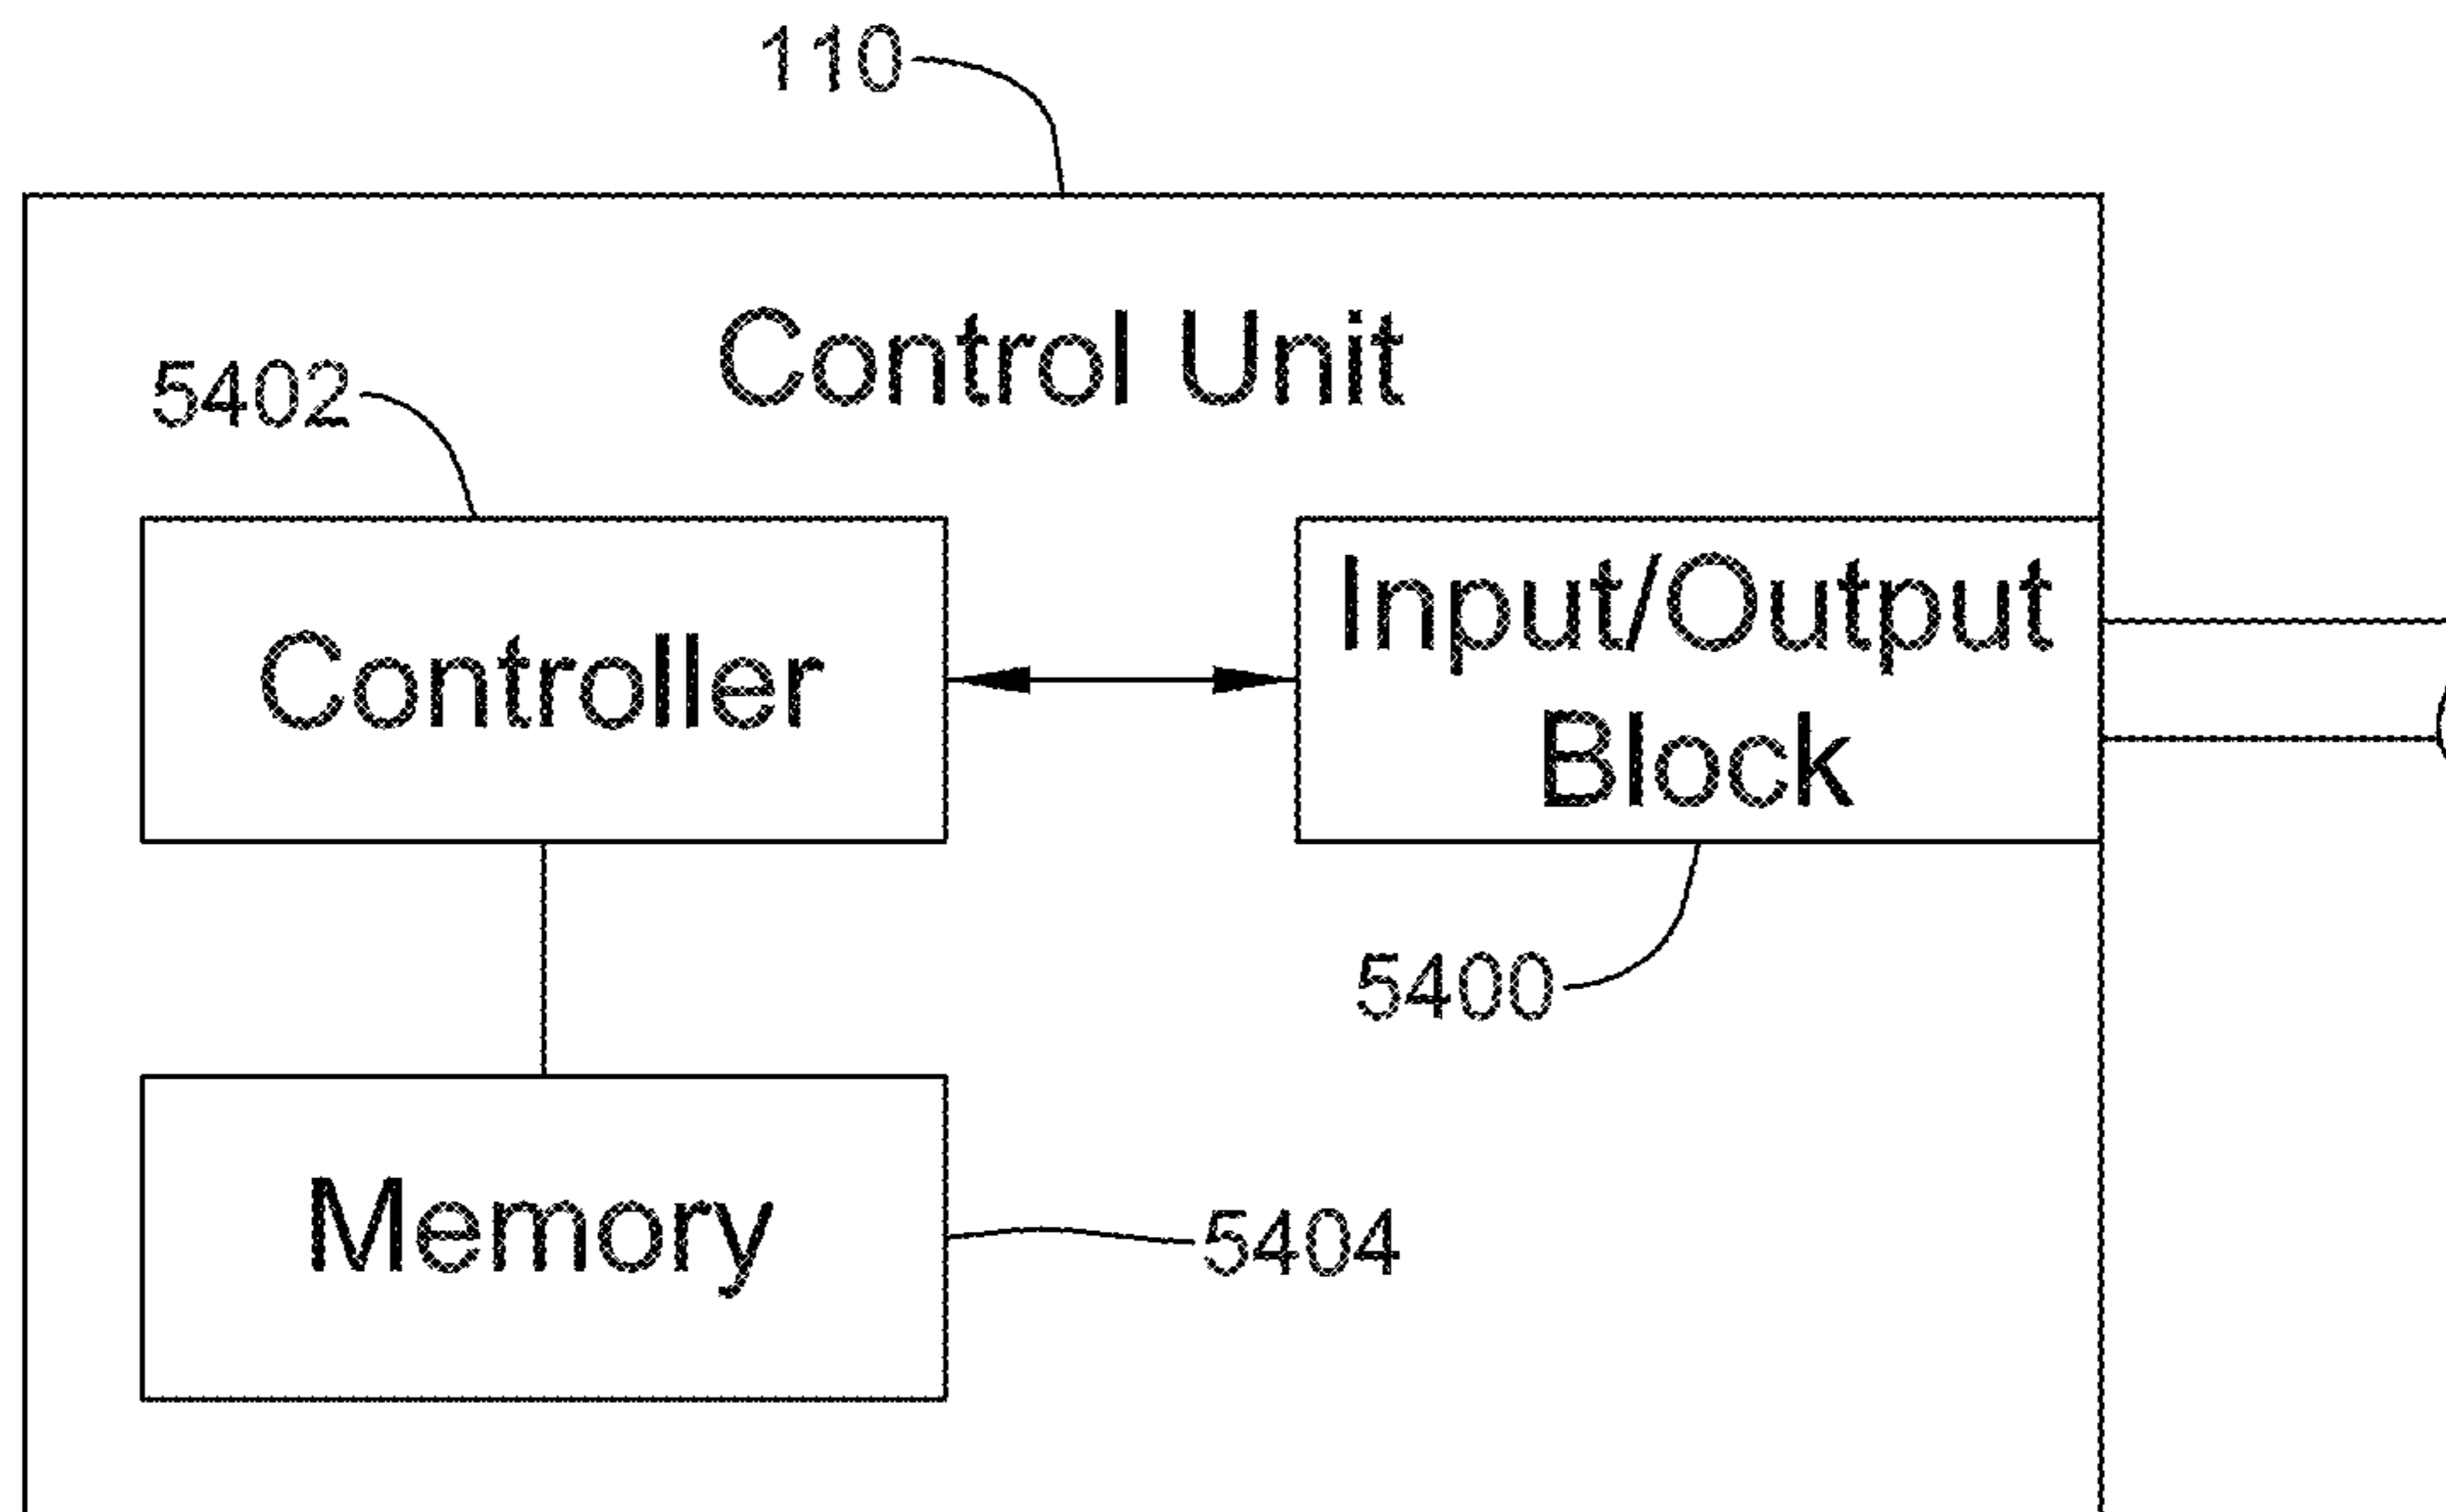 110
Control Unit
5402
Controller
Input/Output
Block
5400
Memory
5404